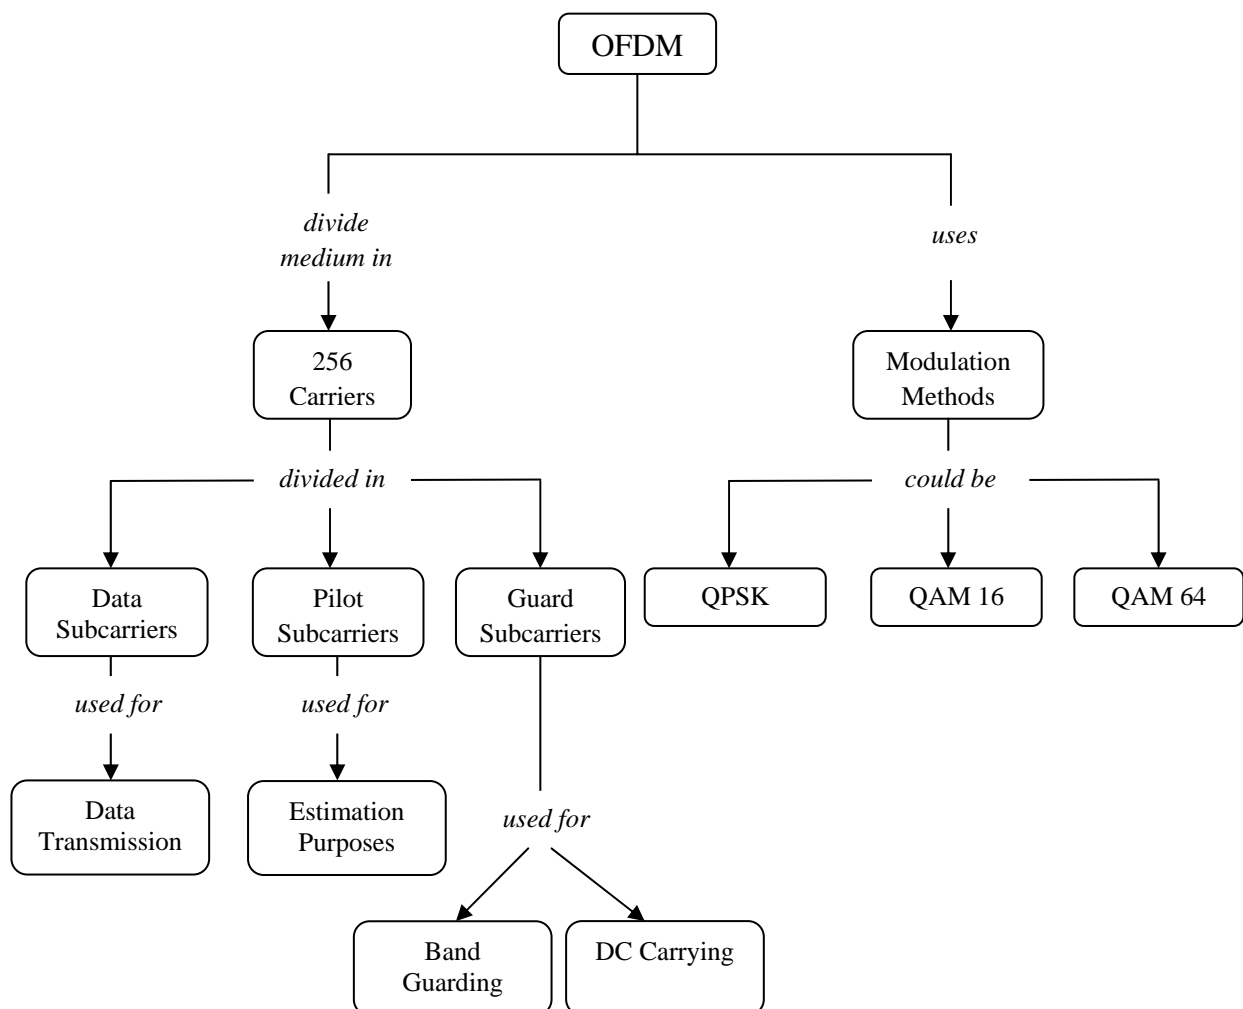 OFDM
divide
medium in
uses
256
Carriers
Modulation
Methods
divided in
could be
Data
Subcarriers
Pilot
Subcarriers
Guard
Subcarriers
QPSK
QAM 16
QAM 64
used for
used for
Data
Transmission
Estimation
Purposes
used for
Band
Guarding
DC Carrying